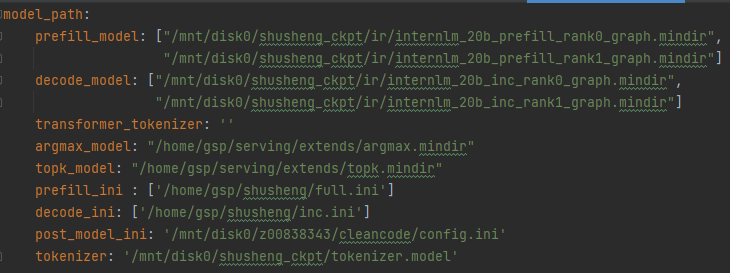 model_path:
prefill_model: ["/mnt/disk0/shusheng_ckpt/ir/internlm_20b_prefill_rank0_graph.mindir",
"/mnt/disk0/shusheng_ckpt/ir/internlm_20b_prefill_rank1_graph.mindir"]
decode_model: ["/mnt/disk0/shusheng_ckpt/ir/internlm_20b_inc_rank0_graph.mindir",
"/mnt/disk0/shusheng_ckpt/ir/internlm_20b_inc_rank1_graph.mindir"]
transformer_tokenizer: ''
argmax_model: "/home/gsp/serving/extends/argmax.mindir"
topk_model: "/home/gsp/serving/extends/topk.mindir"
prefill_ini : ['/home/gsp/shusheng/full.ini']
decode_ini: ['/home/gsp/shusheng/inc.ini']
post_model_ini: '/mnt/disk0/z00838343/cleancode/config.ini'
tokenizer: '/mnt/disk0/shusheng_ckpt/tokenizer.model'